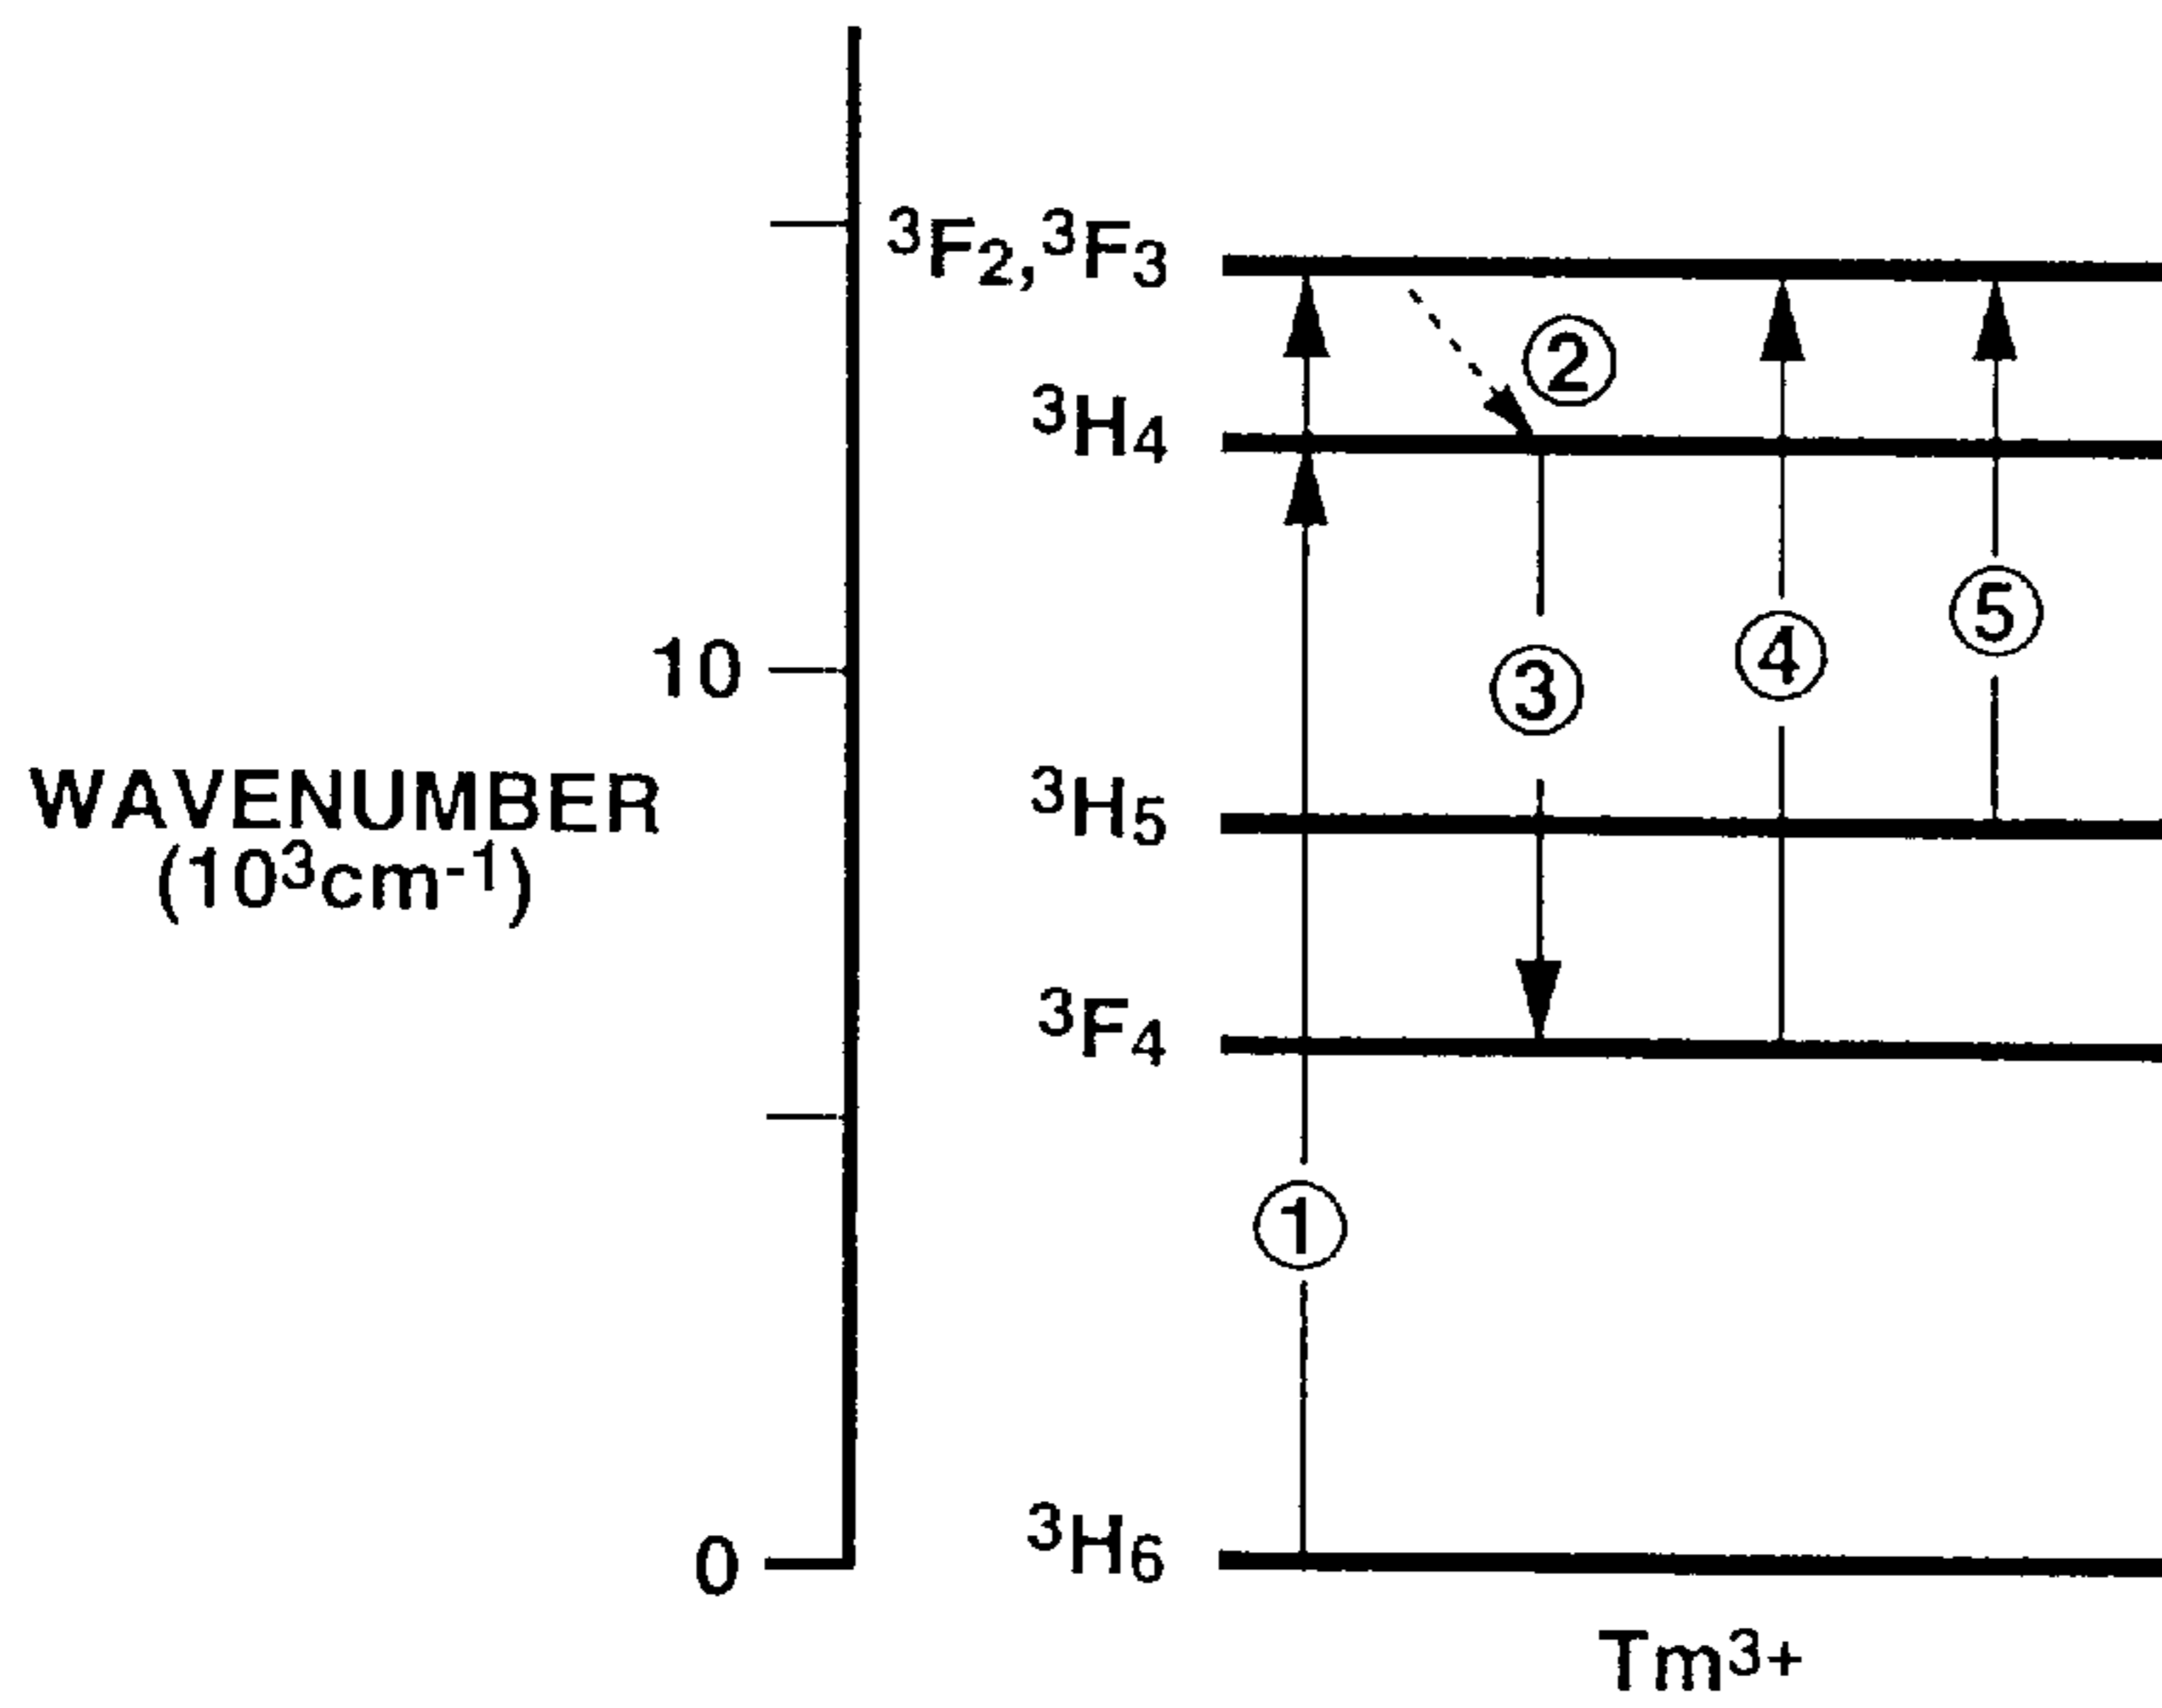 ³F₂,³F₃
②
³H₄
⑤
④
10
③
WAVENUMBER
(10³cm⁻¹)
³H₅
³F₄
①
0
³H₆
Tm³⁺